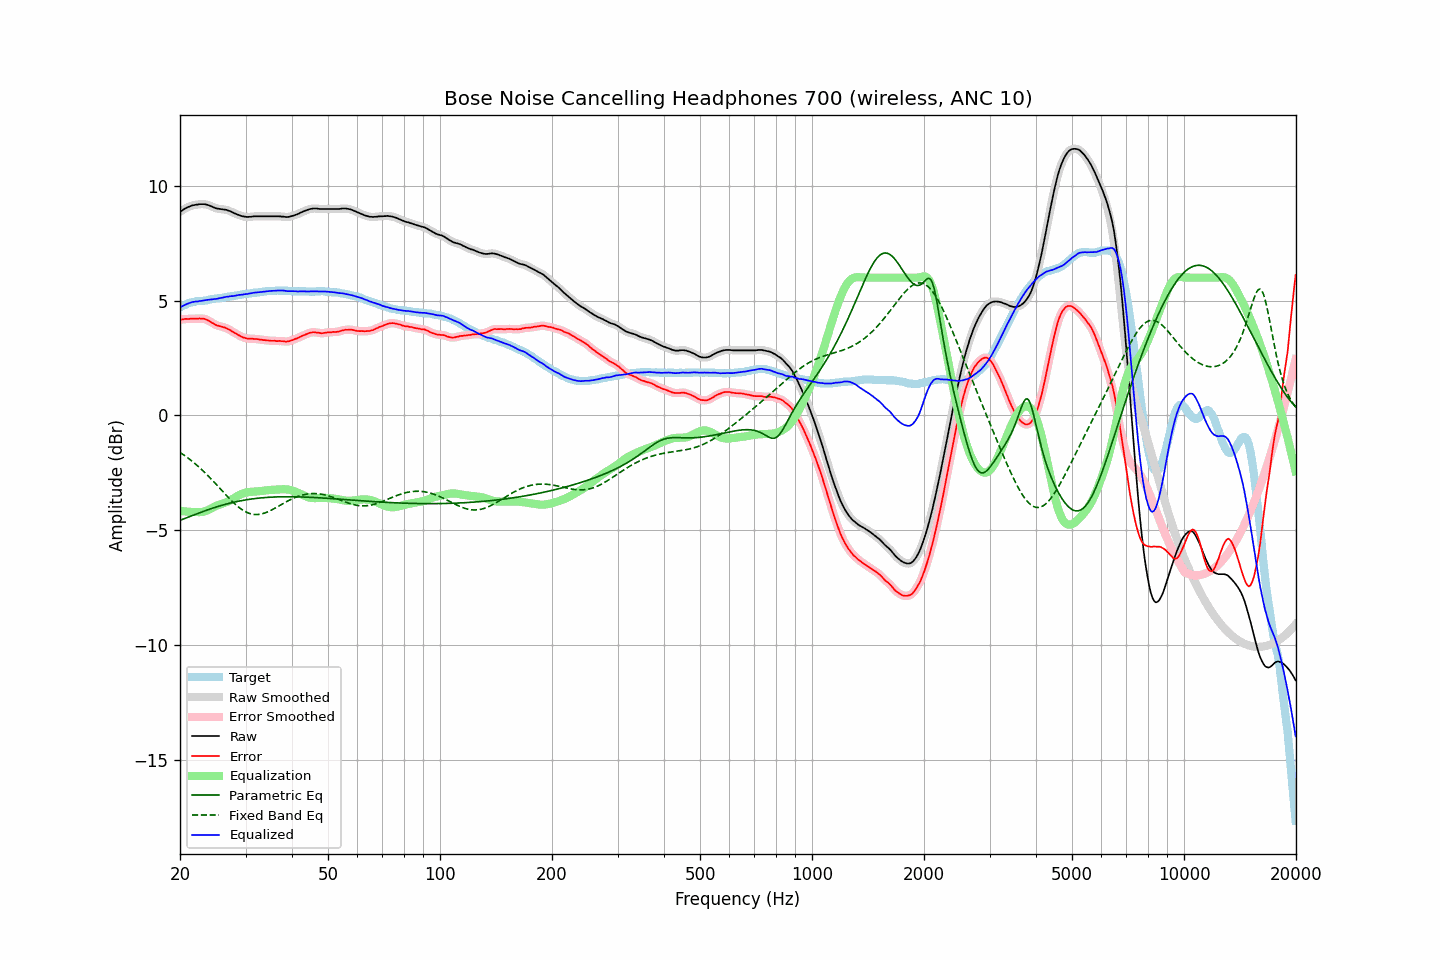 Bose Noise Cancelling Headphones 700 (wireless, ANC 10)
Amplitude (dBr)
10
5
0
−5
−10
−15
Target
Raw Smoothed
Error Smoothed
Raw
Error
Equalization
Parametric Eq
Fixed Band Eq
Equalized
20 50 100 200 500 1000 2000 5000 10000 20000
Frequency (Hz)